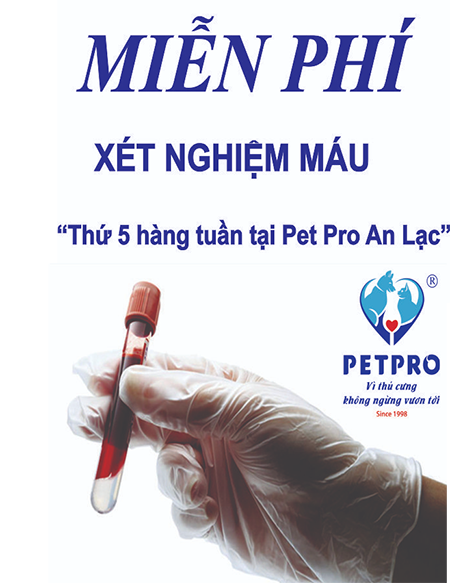 MIỄN PHÍ
XÉT NGHIỆM MÁU
“Thứ 5 hàng tuần tại Pet Pro An Lạc”
®
PETPRO
Vì thú cưng
không ngừng vươn tới
Since 1998